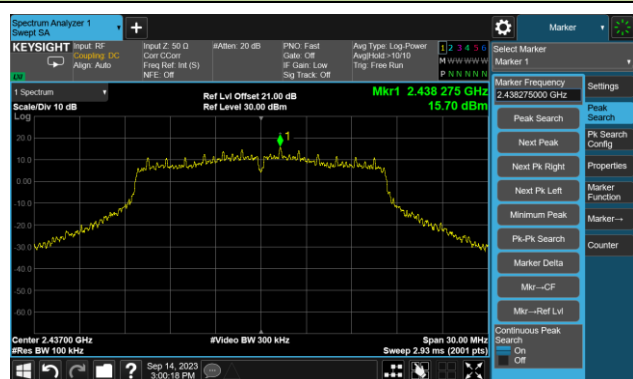 Spectrum Analyzer 1
Swept SA
Marker
KEYSIGHT
Input: RF
Coupling: DC
Align: Auto
Input Z: 50 Ω
Corr CCorr
Freq Ref: Int (S)
NFE: Off
#Atten: 20 dB
PNO: Fast
Gate: Off
IF Gain: Low
Sig Track: Off
Avg Type: Log-Power
Avg|Hold:>10/10
Trig: Free Run
1 2 3 4 5 6
M W W W W W
P N N N N N
LW
1 Spectrum
Scale/Div 10 dB
Log
Ref Lvl Offset 21.00 dB
Ref Level 30.00 dBm
Mkr1 2.438 275 GHz
15.70 dBm
20.0
10.0
0.00
-10.0
-20.0
-30.0
-40.0
-50.0
-60.0
1
Center 2.43700 GHz
#Res BW 100 kHz
#Video BW 300 kHz
Span 30.00 MHz
Sweep 2.93 ms (2001 pts)
Sep 14, 2023
3:00:18 PM
Select Marker
Marker 1
Marker Frequency
2.438275000 GHz
Peak Search
Next Peak
Next Pk Right
Next Pk Left
Minimum Peak
Pk-Pk Search
Marker Delta
Mkr→CF
Mkr→Ref Lvl
Continuous Peak
Search
On
Off
Settings
Peak
Search
Pk Search
Config
Properties
Marker
Function
Marker→
Counter